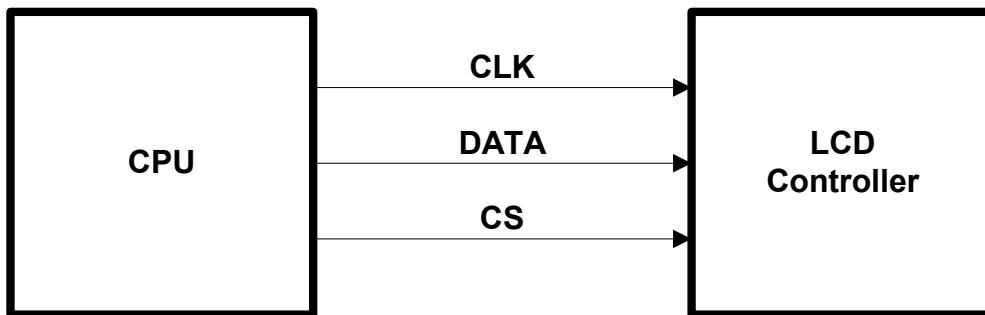 CPU
CLK
DATA
CS
LCD
Controller